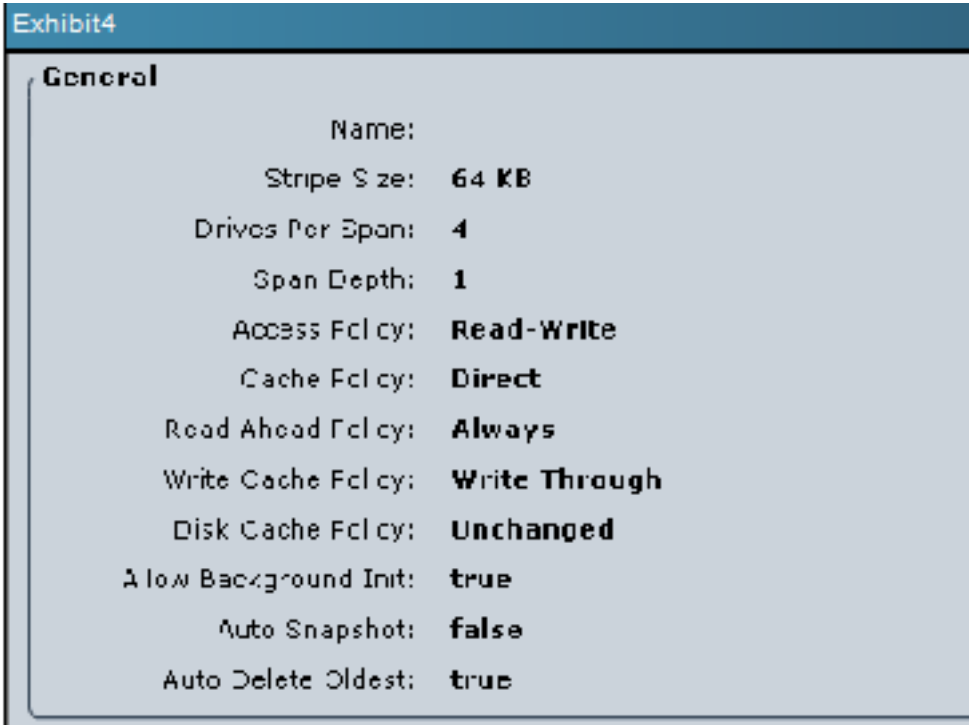 Exhibit4
General
Name:
Stripe Size: 64 KB
Drives Per Span: 4
Span Depth: 1
Access Policy: Read-Write
Cache Policy: Direct
Read Ahead Policy: Always
Write Cache Policy: Write Through
Disk Cache Policy: Unchanged
Allow Background Init: true
Auto Snapshot: false
Auto Delete Oldest: true